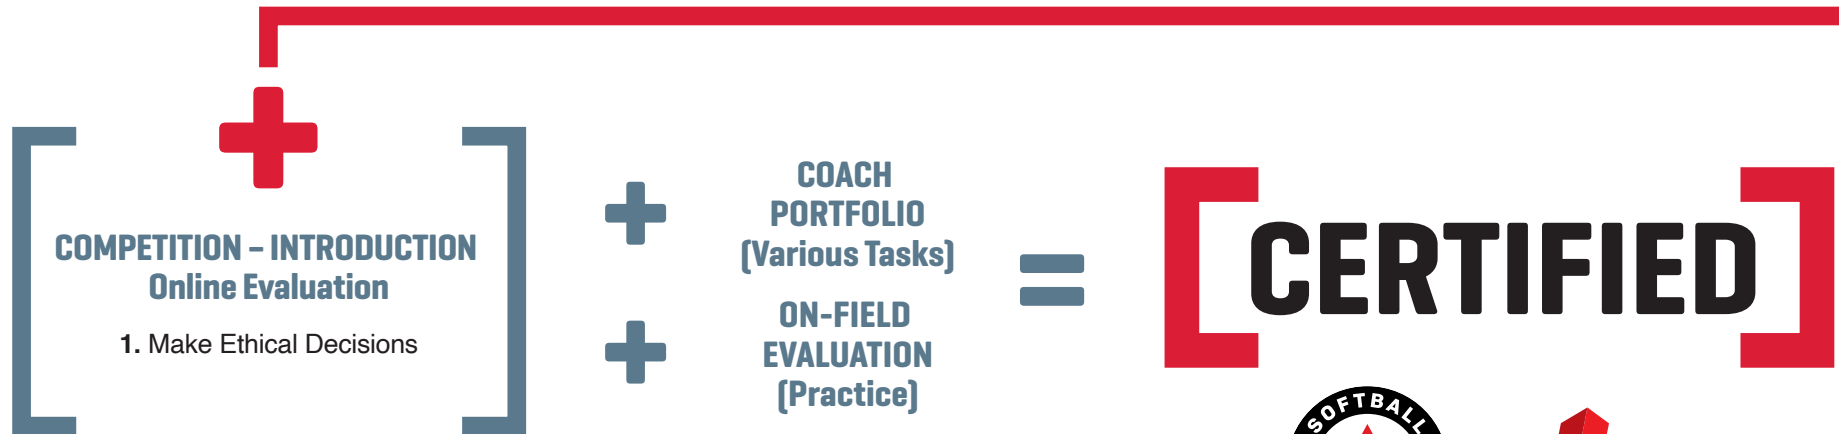 COMPETITION – INTRODUCTION
Online Evaluation
1. Make Ethical Decisions
COACH
PORTFOLIO
(Various Tasks)
ON-FIELD
EVALUATION
(Practice)
CERTIFIED
SOFTBALL